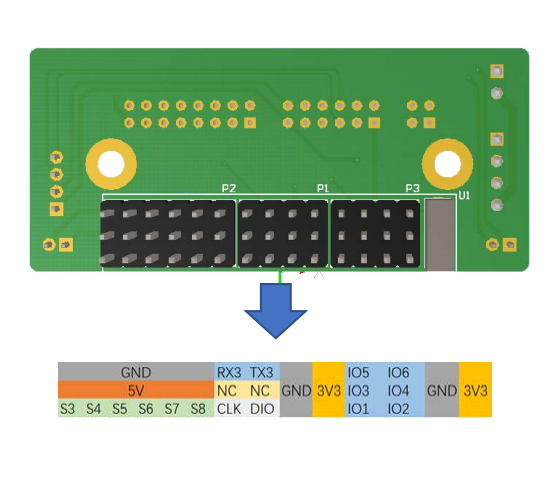 P2 P1 P3 U1
GND RX3 TX3 IO5 IO6
5V NC NC GND 3V3 IO3 IO4 GND 3V3
S3 S4 S5 S6 S7 S8 CLK DIO IO1 IO2